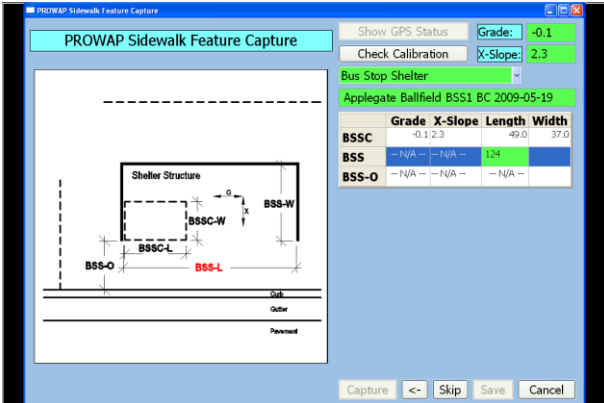 PROWAP Sidewalk Feature Capture
PROWAP Sidewalk Feature Capture
Show GPS Status
Grade:
-0.1
Check Calibration
X-Slope:
2.3
Bus Stop Shelter
Applegate Ballfield BSS1 BC 2009-05-19
Grade X-Slope Length Width
BSSC -0.1 2.3 49.0 37.0
BSS -- N/A -- -- N/A -- 124
BSS-O -- N/A -- -- N/A -- -- N/A --
Shelter Structure
G
X
BSS-W
BSSC-W
BSSC-L
BSS-O
BSS-L
Curb
Gutter
Pavement
Capture <- Skip Save Cancel